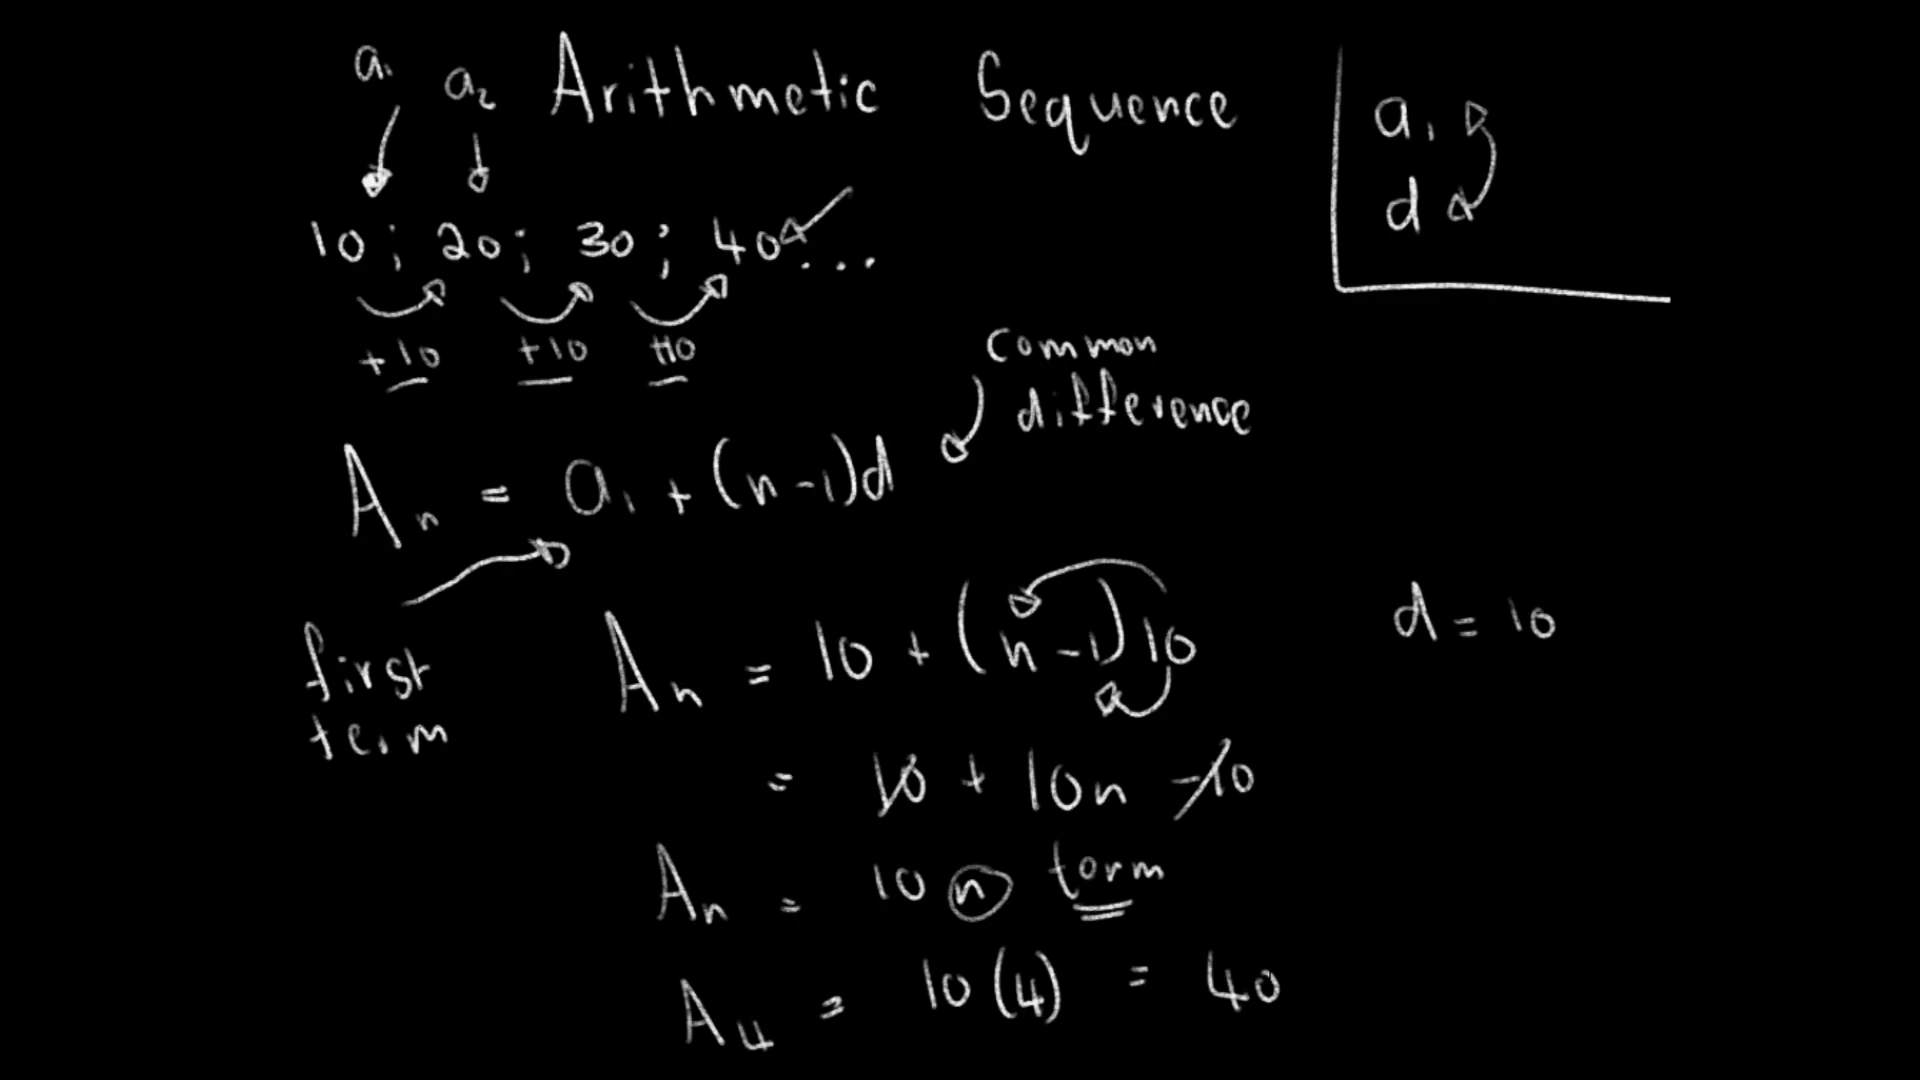 a₁ a₂ Arithmetic Sequence
a₁
d
10; 20; 30; 40...
+10 +10 +10
common
difference
Aₙ = a₁ + (n-1)d
first
term
Aₙ = 10 + (n-1)10
d = 10
= 10 + 10n - 10
Aₙ = 10n term
A₄ = 10(4) = 40